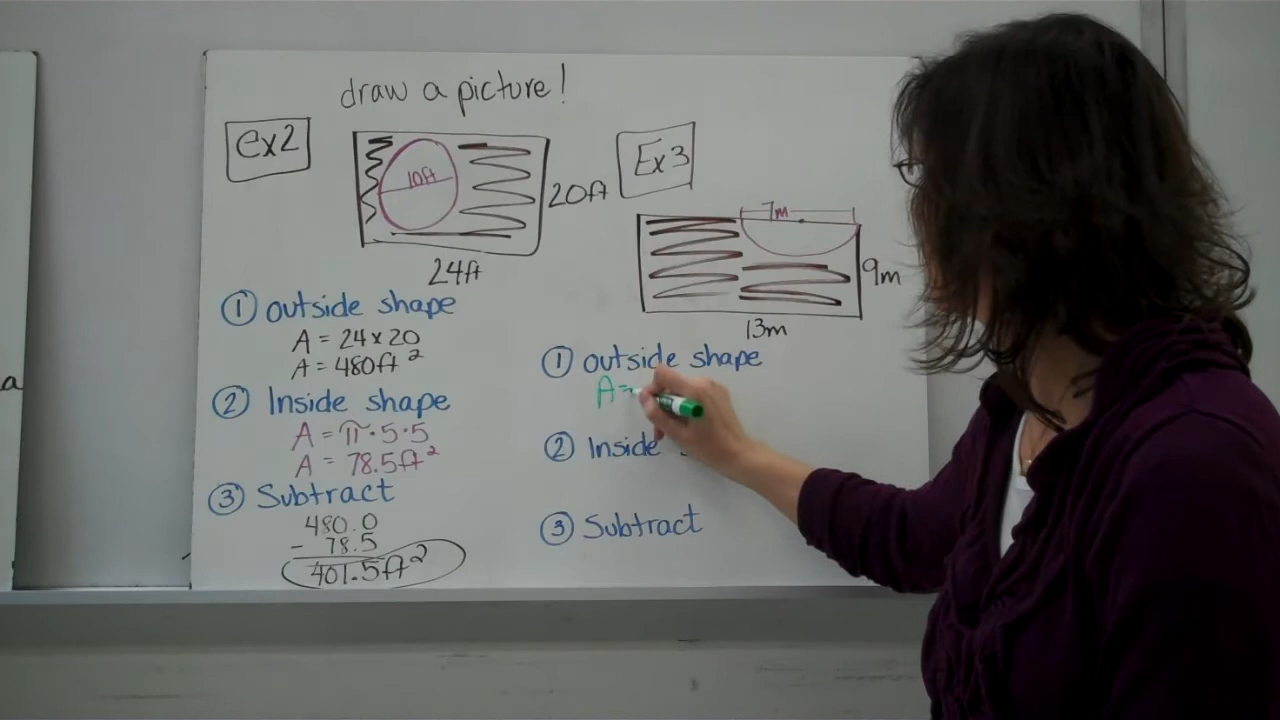 draw a picture!
ex2
10ft
20ft
24ft
① outside shape
A = 24 x 20
A = 480ft²
② Inside shape
A = π·5·5
A = 78.5ft²
③ Subtract
480.0
- 78.5
401.5ft²
Ex3
7m
9m
13m
① outside shape
A=
② Inside
③ Subtract
a